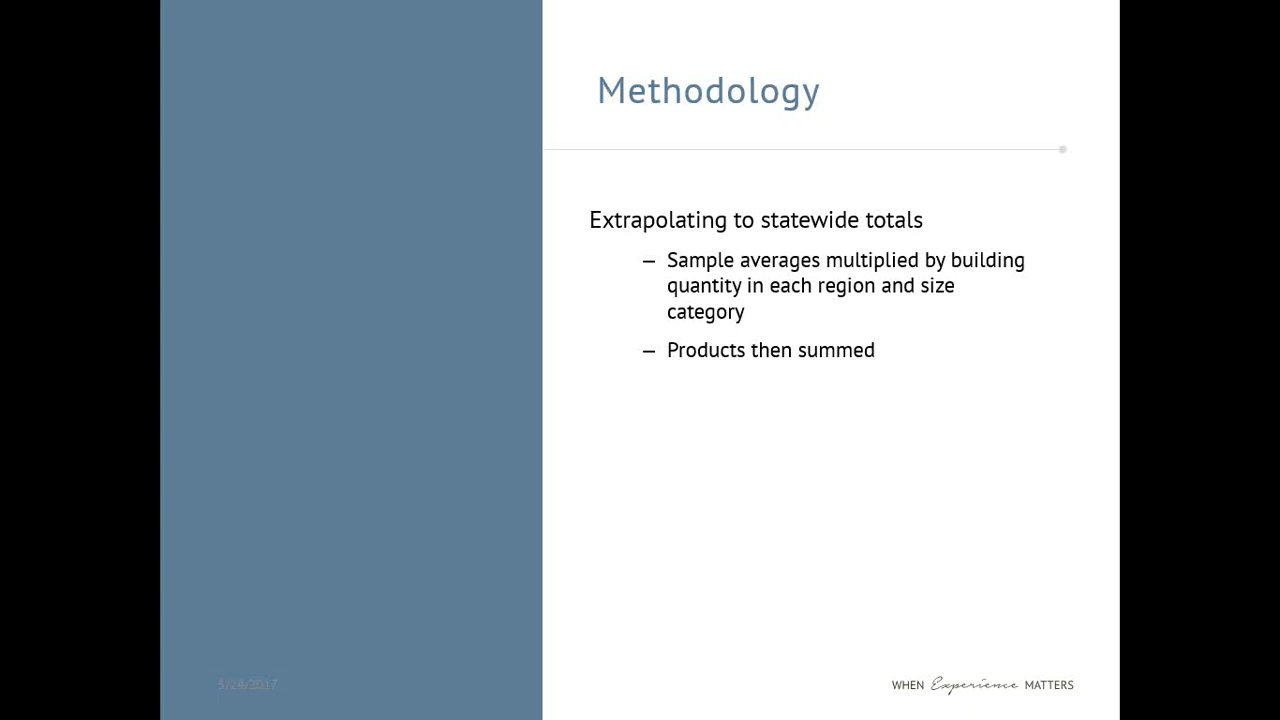 Methodology
Extrapolating to statewide totals
– Sample averages multiplied by building
quantity in each region and size
category
– Products then summed
WHEN Experience MATTERS